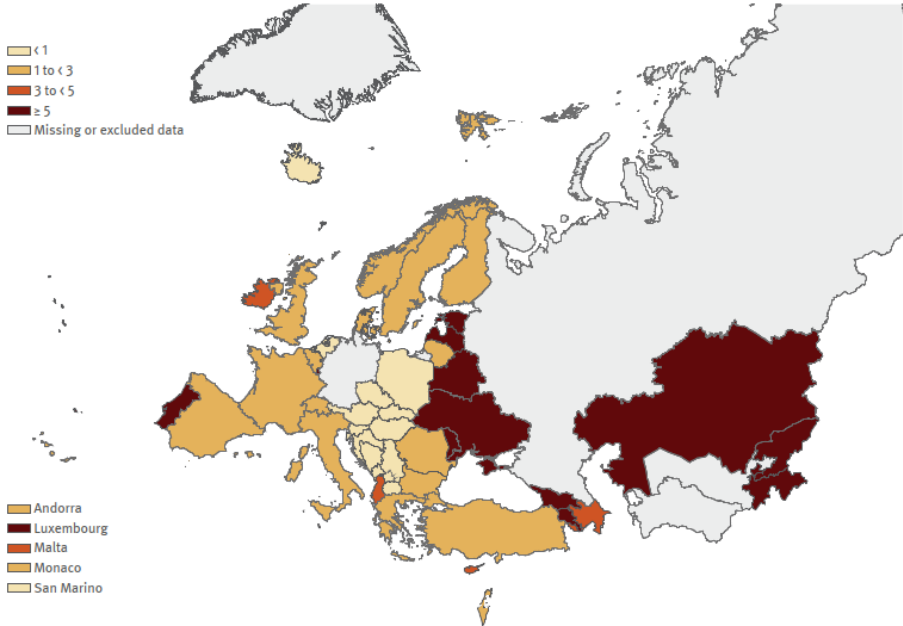 < 1
1 to < 3
3 to < 5
≥ 5
Missing or excluded data
Andorra
Luxembourg
Malta
Monaco
San Marino